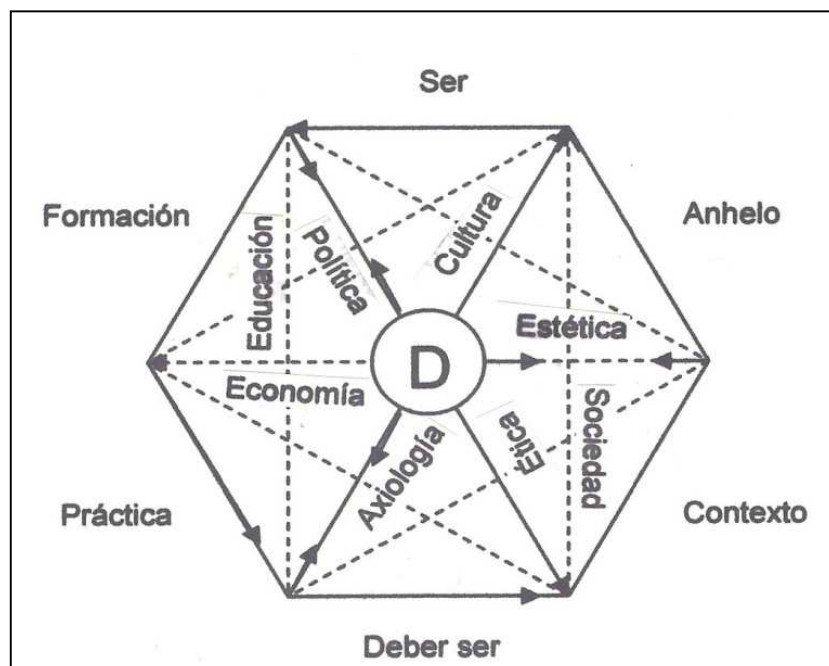 Ser
Formación
Anhelo
Educación
Política
Cultura
Estética
D
Economía
Sociedad
Axiología
Ética
Práctica
Contexto
Deber ser